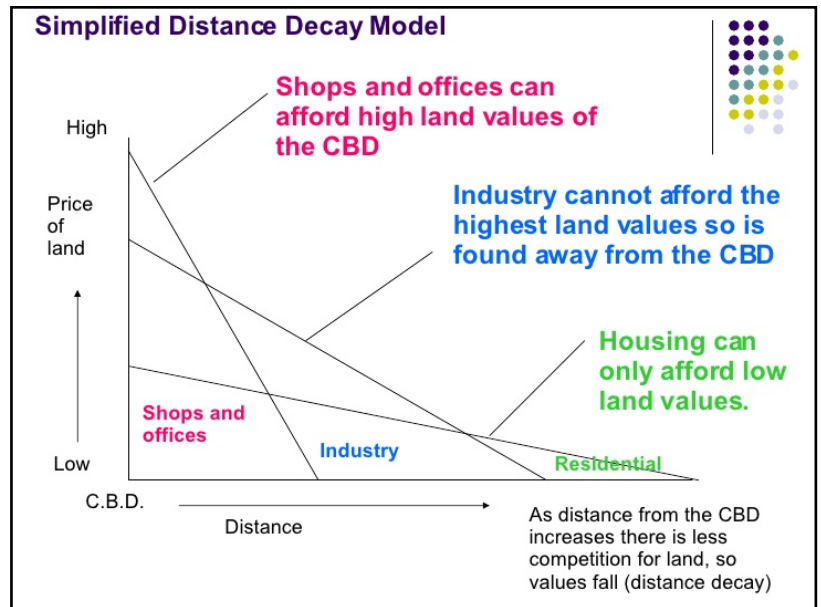 Simplified Distance Decay Model
Shops and offices can
afford high land values of
the CBD
High
Price
of
land
Industry cannot afford the
highest land values so is
found away from the CBD
Housing can
only afford low
land values.
Shops and
offices
Industry
Residential
Low
C.B.D.
Distance
As distance from the CBD
increases there is less
competition for land, so
values fall (distance decay)